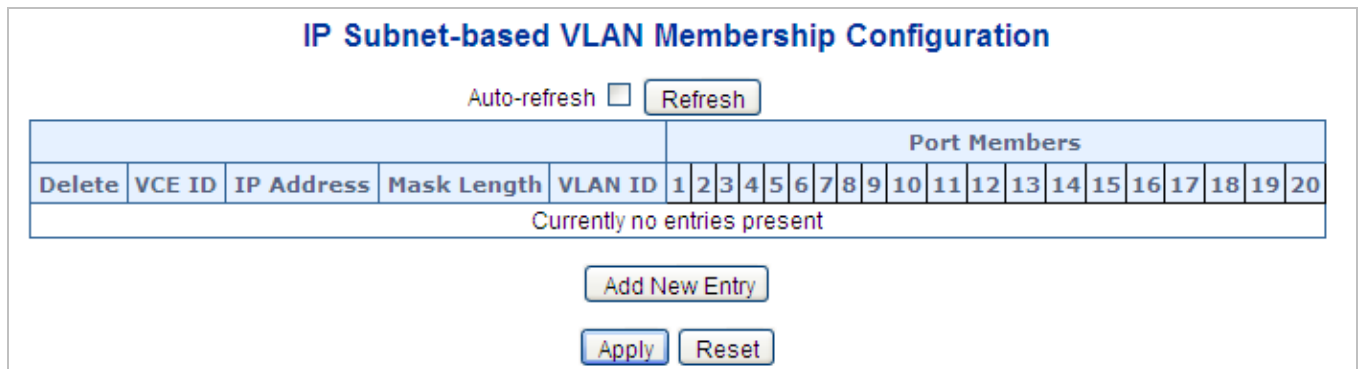 IP Subnet-based VLAN Membership Configuration
Auto-refresh Refresh
Port Members
Delete VCE ID IP Address Mask Length VLAN ID 1 2 3 4 5 6 7 8 9 10 11 12 13 14 15 16 17 18 19 20
Currently no entries present
Add New Entry
Apply Reset